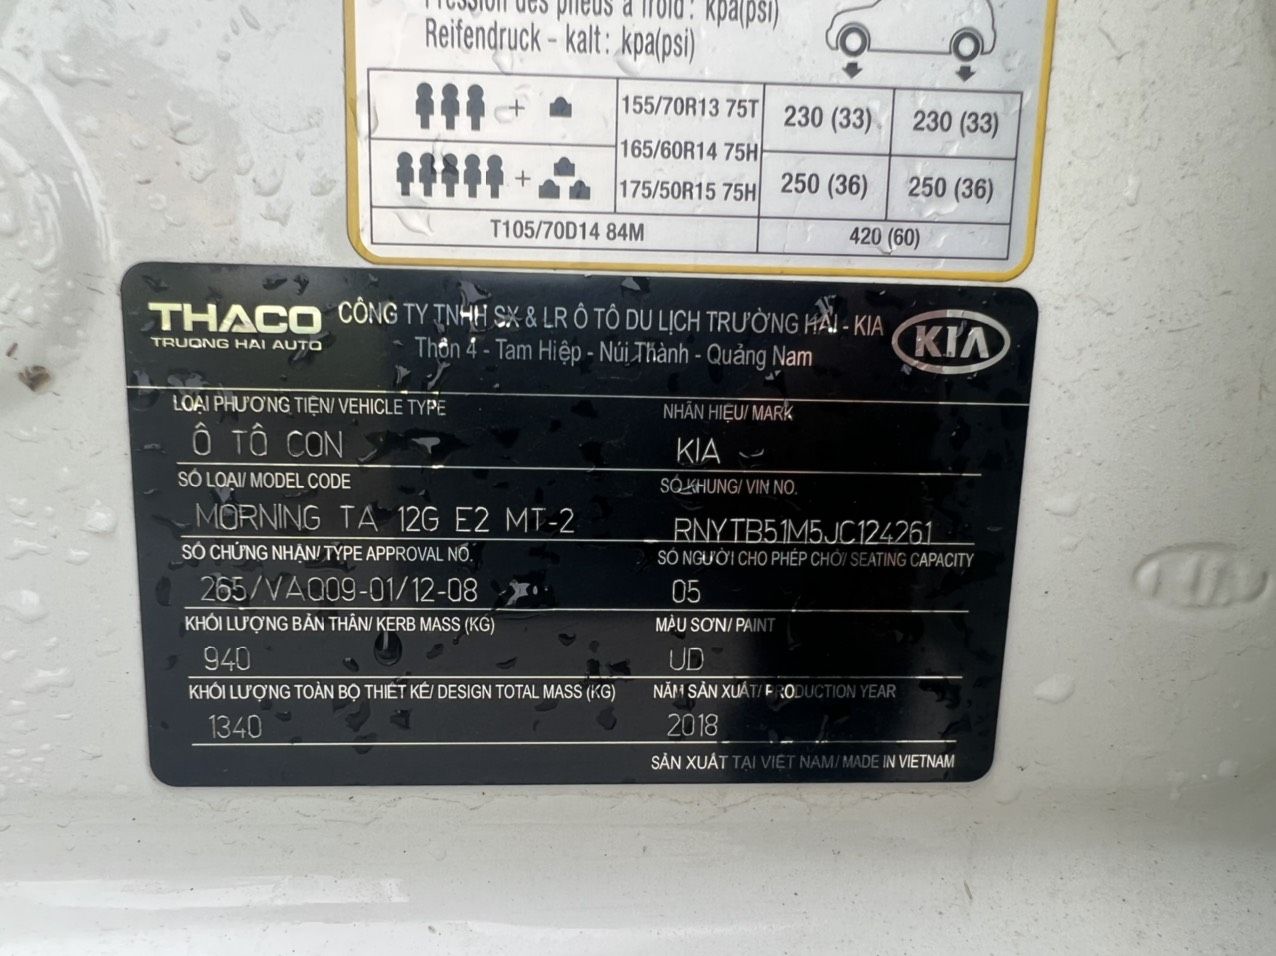 Pression des pneus à froid : kpa(psi)
Reifendruck - kalt : kpa(psi)
+ 155/70R13 75T 230 (33) 230 (33)
165/60R14 75H
+ 175/50R15 75H 250 (36) 250 (36)
T105/70D14 84M 420 (60)
THACO
TRUONG HAI AUTO
CÔNG TY TNHH SX & LR Ô TÔ DU LỊCH TRƯỜNG HẢI - KIA
Thôn 4 - Tam Hiệp - Núi Thành - Quảng Nam
KIA
LOẠI PHƯƠNG TIỆN/ VEHICLE TYPE
Ô TÔ CON
NHÃN HIỆU/ MARK
KIA
SỐ LOẠI/ MODEL CODE
MORNING TA 12G E2 MT-2
SỐ KHUNG/ VIN NO.
RNYTB51M5JC124261
SỐ CHỨNG NHẬN/ TYPE APPROVAL NO.
265/VAQ09-01/12-08
SỐ NGƯỜI CHO PHÉP CHỞ/ SEATING CAPACITY
05
KHỐI LƯỢNG BẢN THÂN/ KERB MASS (KG)
940
MÀU SƠN/ PAINT
UD
KHỐI LƯỢNG TOÀN BỘ THIẾT KẾ/ DESIGN TOTAL MASS (KG)
1340
NĂM SẢN XUẤT/ PRODUCTION YEAR
2018
SẢN XUẤT TẠI VIỆT NAM/ MADE IN VIETNAM